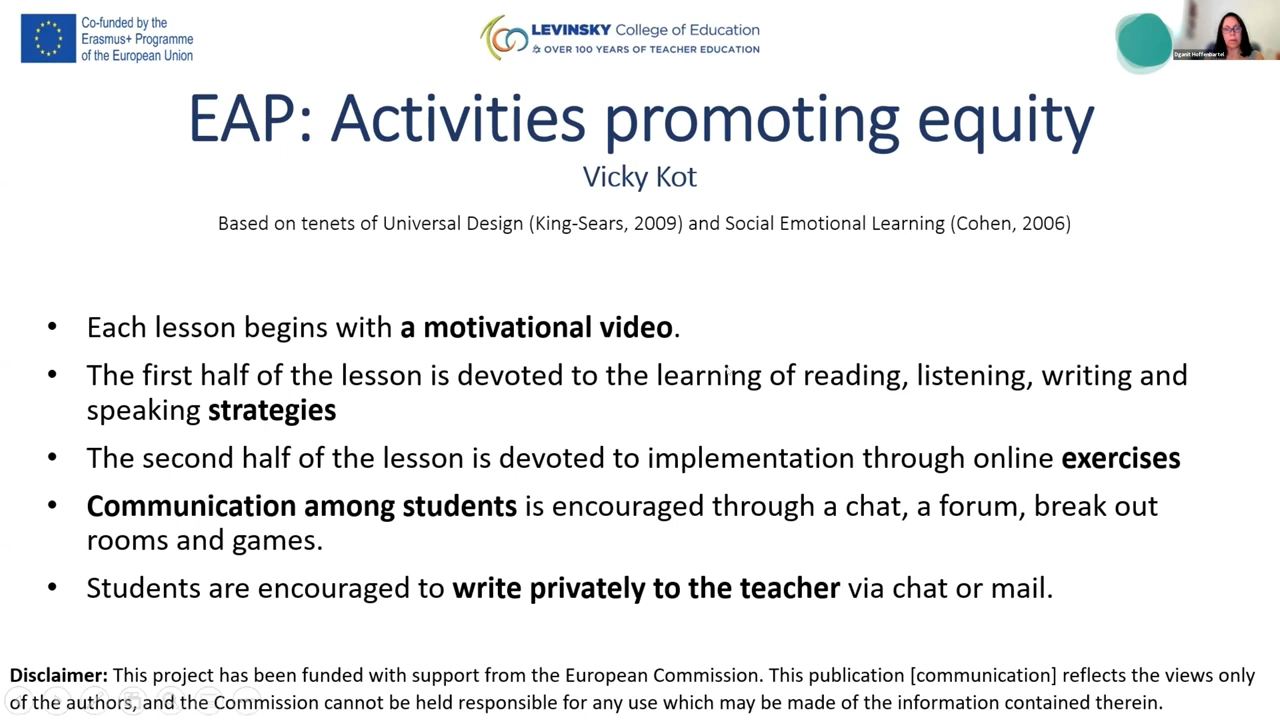 Co-funded by the
Erasmus+ Programme
of the European Union
LEVINSKY College of Education
& OVER 100 YEARS OF TEACHER EDUCATION
Dganit Hoffenbartel
EAP: Activities promoting equity
Vicky Kot
Based on tenets of Universal Design (King-Sears, 2009) and Social Emotional Learning (Cohen, 2006)
• Each lesson begins with a motivational video.
• The first half of the lesson is devoted to the learning of reading, listening, writing and
speaking strategies
• The second half of the lesson is devoted to implementation through online exercises
• Communication among students is encouraged through a chat, a forum, break out
rooms and games.
• Students are encouraged to write privately to the teacher via chat or mail.
Disclaimer: This project has been funded with support from the European Commission. This publication [communication] reflects the views only
of the authors, and the Commission cannot be held responsible for any use which may be made of the information contained therein.